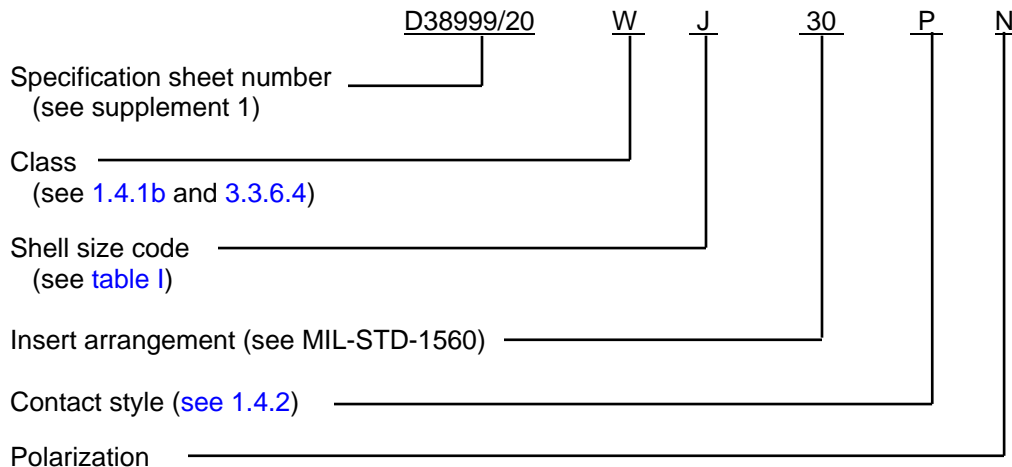 D38999/20 W J 30 P N
Specification sheet number
(see supplement 1)
Class
(see 1.4.1b and 3.3.6.4)
Shell size code
(see table I)
Insert arrangement (see MIL-STD-1560)
Contact style (see 1.4.2)
Polarization